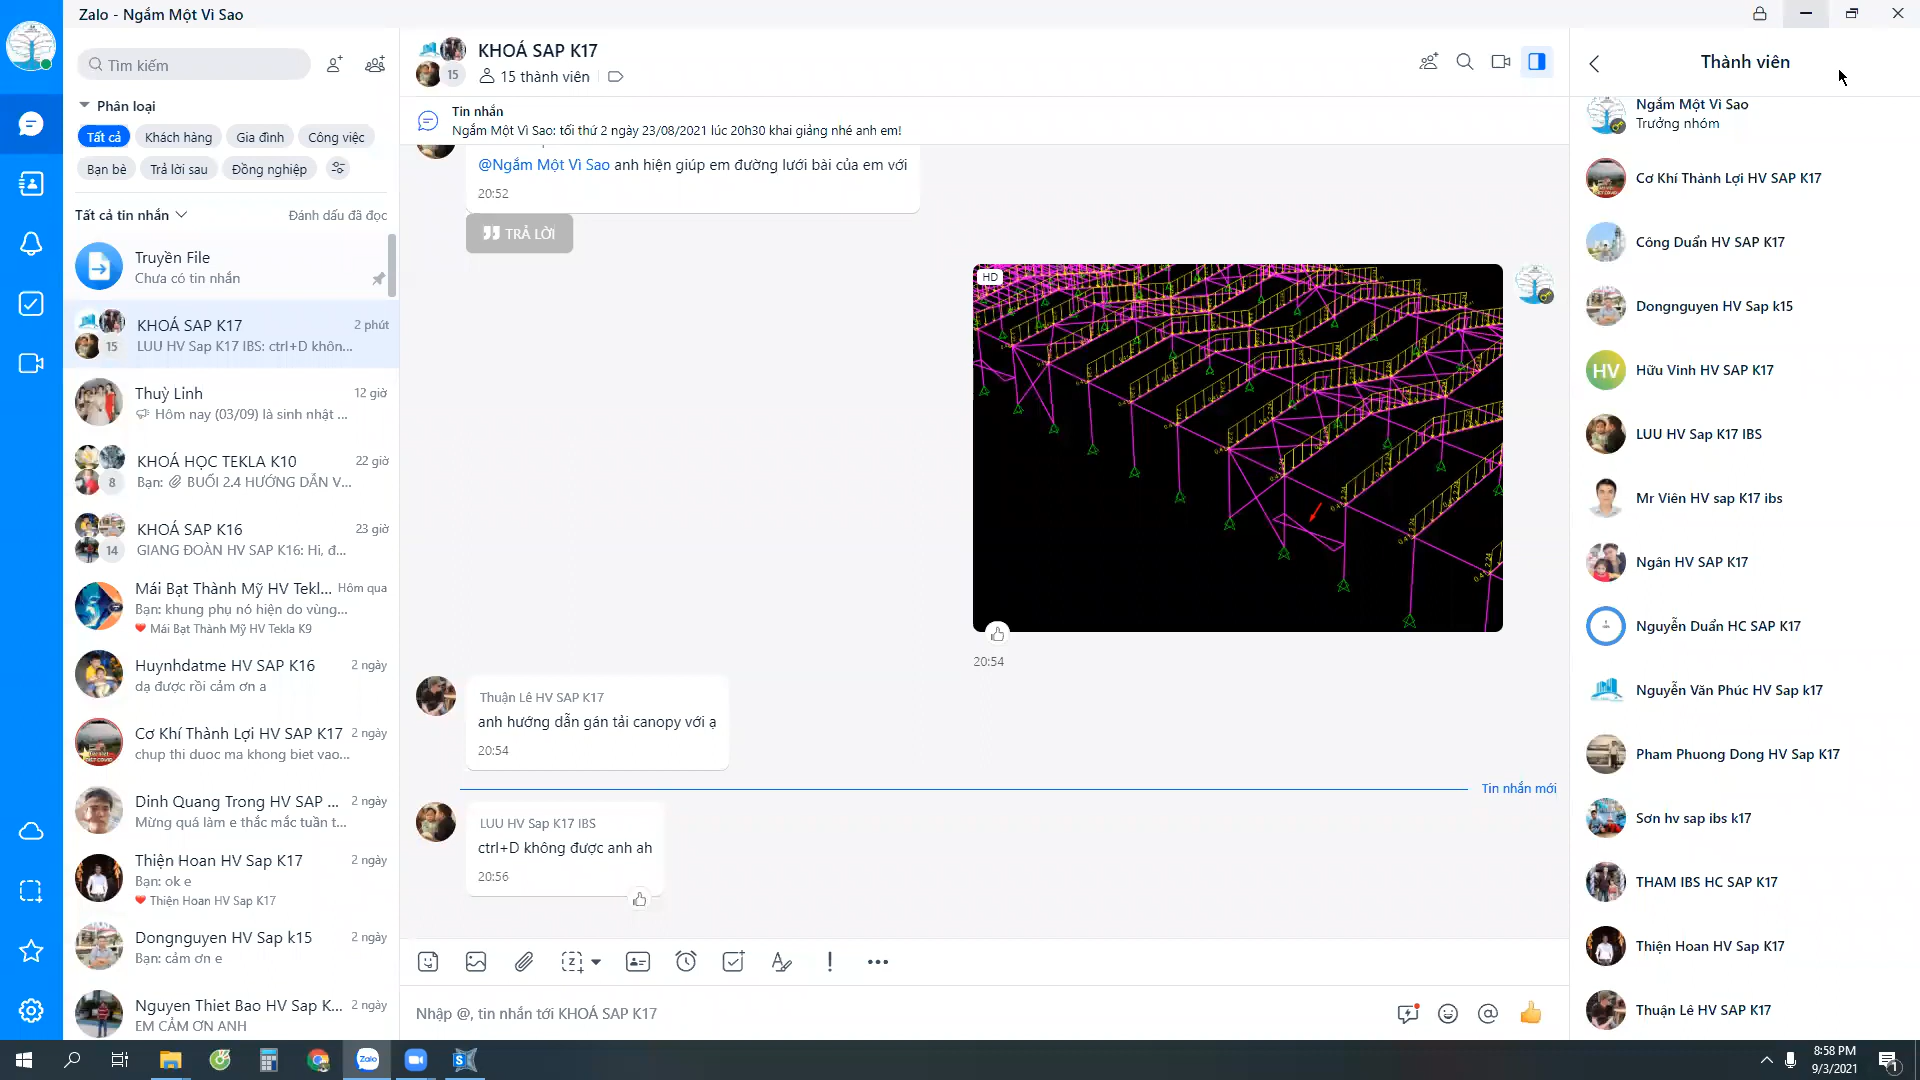 Zalo - Ngắm Một Vì Sao
Tìm kiếm
Phân loại
Tất cả
Khách hàng
Gia đình
Công việc
Bạn bè
Trả lời sau
Đồng nghiệp
Tất cả tin nhắn
Đánh dấu đã đọc
Truyền File
Chưa có tin nhắn
KHOÁ SAP K17
2 phút
LUU HV Sap K17 IBS: ctrl+D khôn...
15
Thuỳ Linh
12 giờ
Hôm nay (03/09) là sinh nhật ...
KHOÁ HỌC TEKLA K10
22 giờ
Bạn: BUỔI 2.4 HƯỚNG DẪN V...
8
KHOÁ SAP K16
23 giờ
GIANG ĐOÀN HV SAP K16: Hi, đ...
14
Mái Bạt Thành Mỹ HV Tekl...
Hôm qua
Bạn: khung phụ nó hiện do vùng...
Mái Bạt Thành Mỹ HV Tekla K9
Huynhdatme HV SAP K16
2 ngày
dạ được rồi cảm ơn a
Cơ Khí Thành Lợi HV SAP K17
2 ngày
chup thi duoc ma khong biet vao...
Dinh Quang Trong HV SAP ...
2 ngày
Mừng quá làm e thắc mắc tuần t...
Thiện Hoan HV Sap K17
2 ngày
Bạn: ok e
Thiện Hoan HV Sap K17
Dongnguyen HV Sap k15
2 ngày
Bạn: cảm ơn e
Nguyen Thiet Bao HV Sap K...
2 ngày
EM CẢM ƠN ANH
KHOÁ SAP K17
15
15 thành viên
Tin nhắn
Ngắm Một Vì Sao: tối thứ 2 ngày 23/08/2021 lúc 20h30 khai giảng nhé anh em!
@Ngắm Một Vì Sao anh hiện giúp em đường lưới bài của em với
20:52
TRẢ LỜI
HD
20:54
Thuận Lê HV SAP K17
anh hướng dẫn gán tải canopy với ạ
20:54
Tin nhắn mới
LUU HV Sap K17 IBS
ctrl+D không được anh ah
20:56
Nhập @, tin nhắn tới KHOÁ SAP K17
Thành viên
Ngắm Một Vì Sao
Trưởng nhóm
Cơ Khí Thành Lợi HV SAP K17
Công Duẩn HV SAP K17
Dongnguyen HV Sap k15
HV
Hữu Vinh HV SAP K17
LUU HV Sap K17 IBS
Mr Viên HV sap K17 ibs
Ngân HV SAP K17
Nguyễn Duẩn HC SAP K17
Nguyễn Văn Phúc HV Sap k17
Pham Phuong Dong HV Sap K17
Sơn hv sap ibs k17
THAM IBS HC SAP K17
Thiện Hoan HV Sap K17
Thuận Lê HV SAP K17
Zalo
8:58 PM
9/3/2021
1